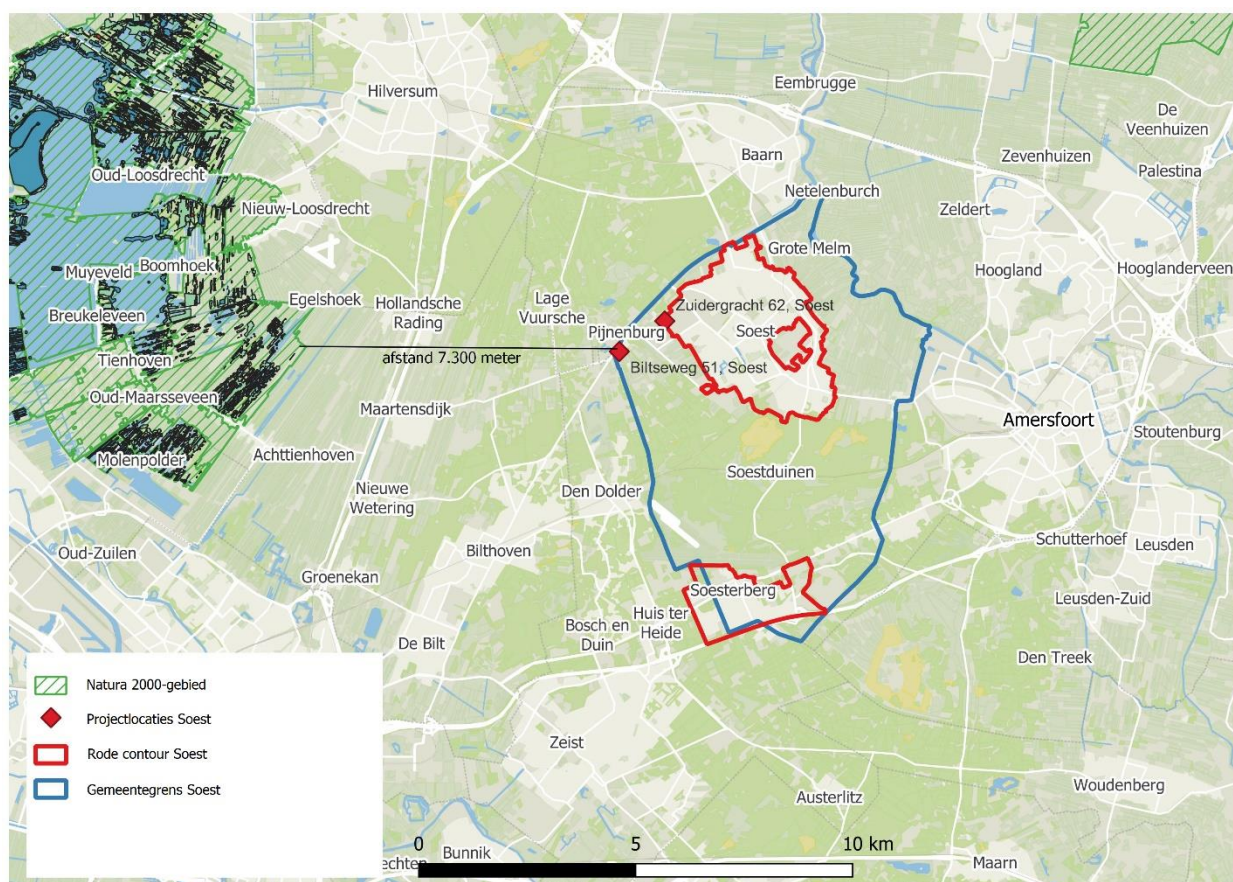 Hilversum
Eembrugge
De
Veenhuizen
Baarn
Zevenhuizen
Palestina
Oud-Loosdrecht
Netelenburch
Nieuw-Loosdrecht
Zeldert
Grote Melm
Muyeveld
Boomhoek
Hoogland
Hooglanderveen
Egelshoek
Hollandsche
Rading
Lage
Vuursche
Zuidergracht 62, Soest
Breukeleveen
Pijnenburg
Soest
Tienhoven
afstand 7.300 meter
Biltseweg 51, Soest
Oud-Maarsseveen
Maartensdijk
Amersfoort
Stoutenburg
Molenpolder
Achttienhoven
Soestduinen
Nieuwe
Wetering
Den Dolder
Oud-Zuilen
Bilthoven
Schutterhoef
Leusden
Groenekan
Soesterberg
Leusden-Zuid
Huis ter
Heide
Bosch en
Duin
De Bilt
Den Treek
Natura 2000-gebied
Projectlocaties Soest
Rode contour Soest
Gemeentegrens Soest
Zeist
Woudenberg
Austerlitz
0
5
10 km
chten
Bunnik
Maarn